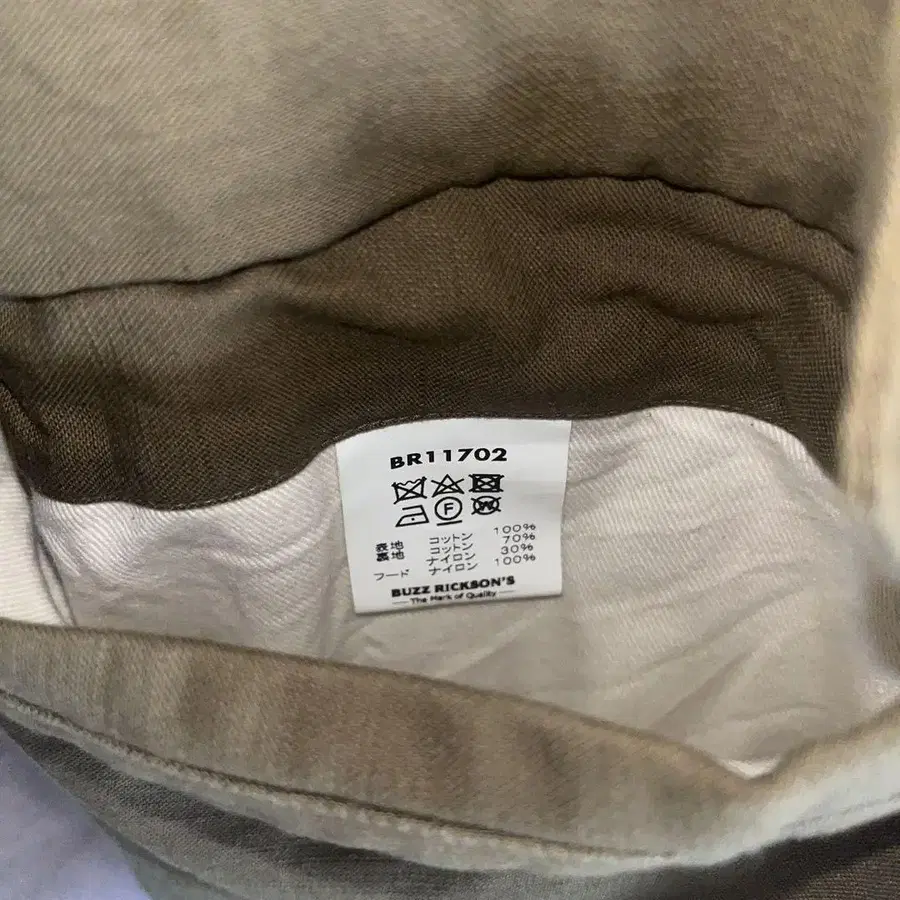 BR11702
F
W
表地 コットン 100%
裏地 コットン 70%
ナイロン 30%
フード ナイロン 100%
BUZZ RICKSON'S
The Mark of Quality